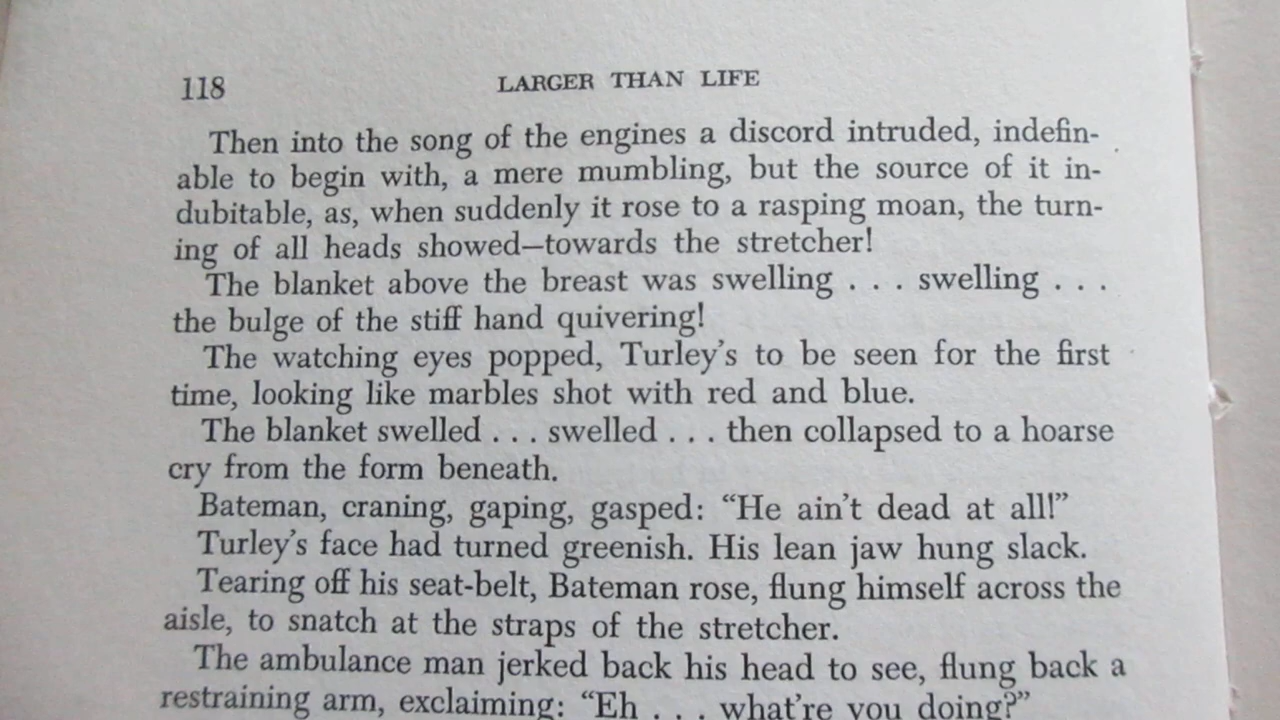 118
LARGER THAN LIFE
Then into the song of the engines a discord intruded, indefin-
able to begin with, a mere mumbling, but the source of it in-
dubitable, as, when suddenly it rose to a rasping moan, the turn-
ing of all heads showed—towards the stretcher!
The blanket above the breast was swelling . . . swelling . . .
the bulge of the stiff hand quivering!
The watching eyes popped, Turley's to be seen for the first
time, looking like marbles shot with red and blue.
The blanket swelled . . . swelled . . . then collapsed to a hoarse
cry from the form beneath.
Bateman, craning, gaping, gasped: “He ain't dead at all!”
Turley's face had turned greenish. His lean jaw hung slack.
Tearing off his seat-belt, Bateman rose, flung himself across the
aisle, to snatch at the straps of the stretcher.
The ambulance man jerked back his head to see, flung back a
restraining arm, exclaiming: “Eh . . . what're you doing?”